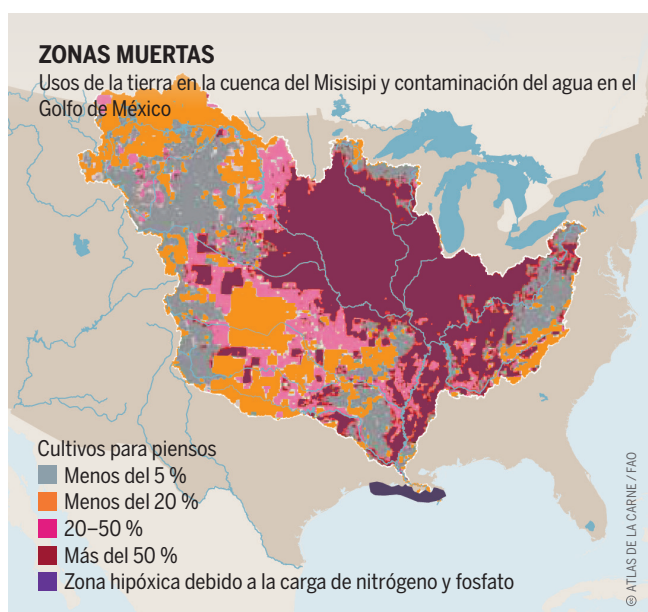 ZONAS MUERTAS
Usos de la tierra en la cuenca del Misisipi y contaminación del agua en el
Golfo de México
Cultivos para piensos
Menos del 5 %
Menos del 20 %
20–50 %
Más del 50 %
Zona hipóxica debido a la carga de nitrógeno y fosfato
ATLAS DE LA CARNE / FAO